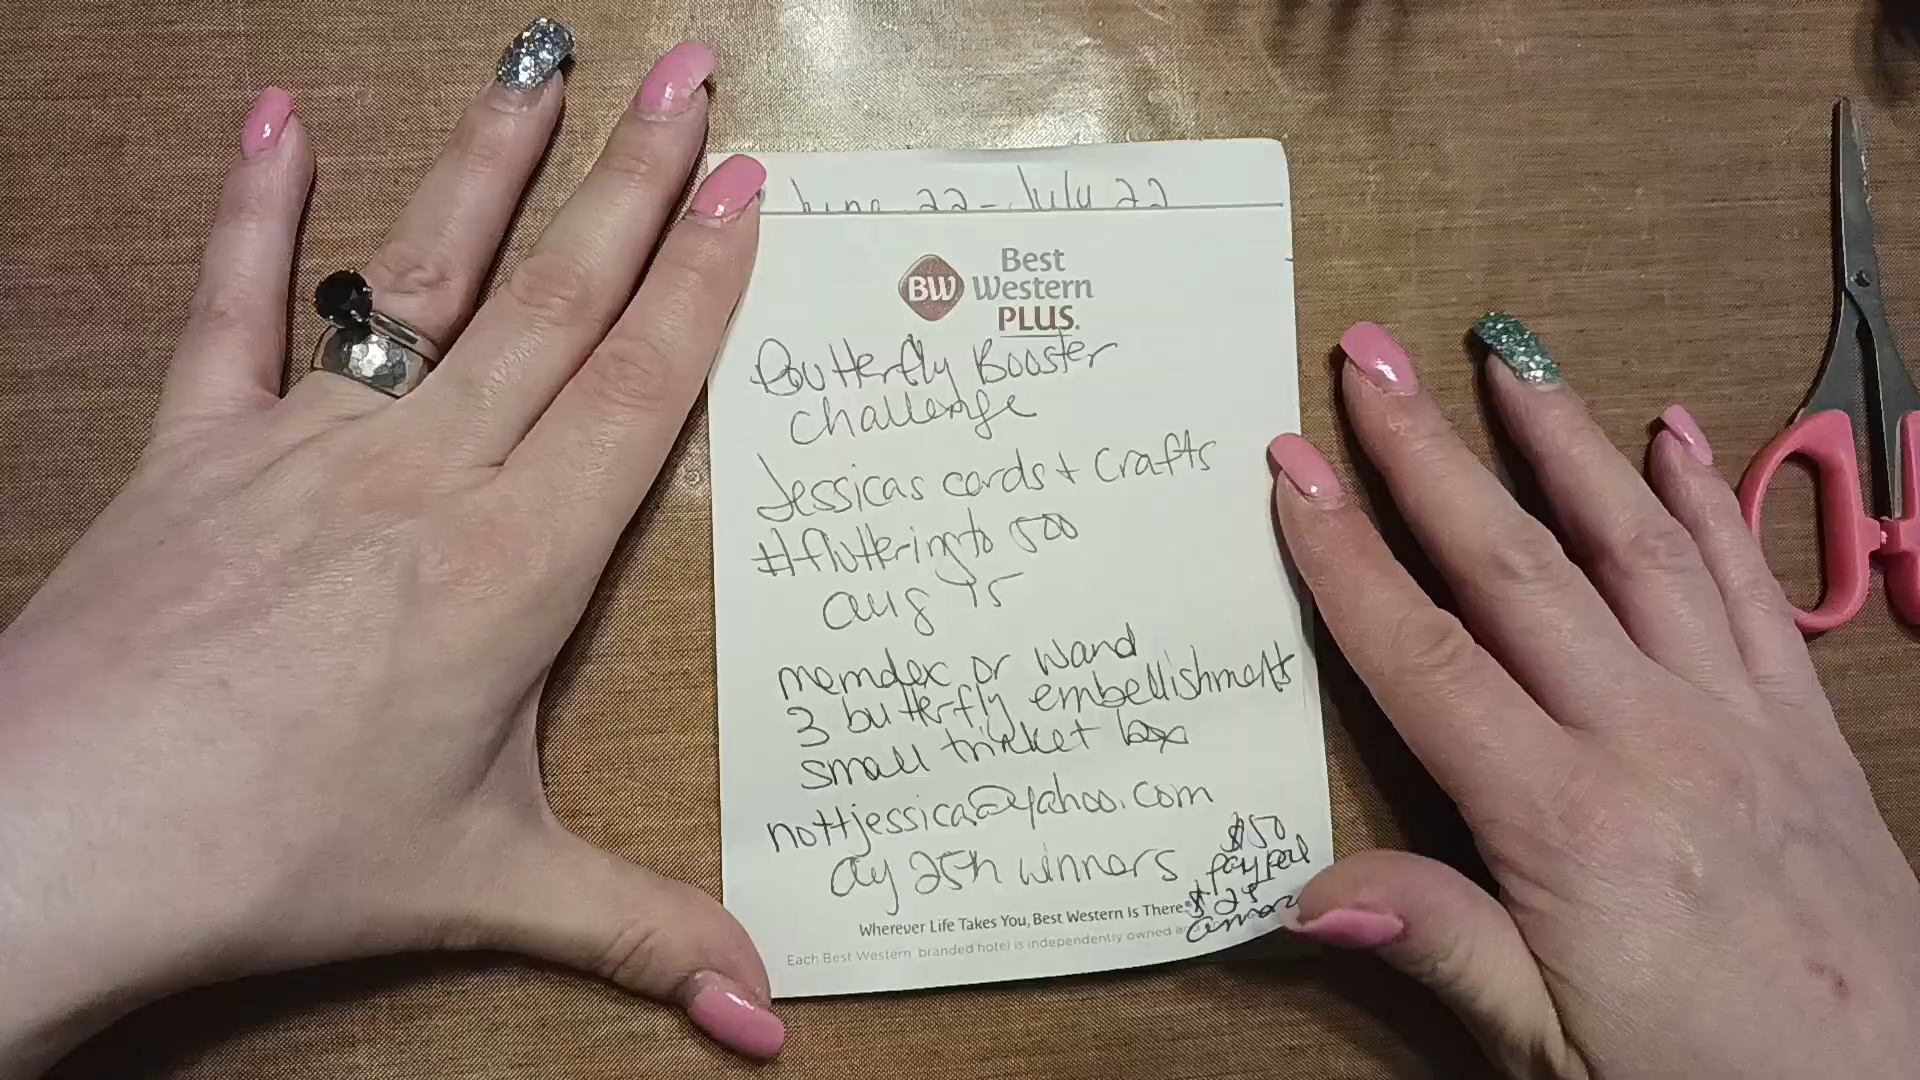 June 22 - July 22
BW
Best
Western
PLUS.
Butterfly Booster
Challenge
Jessicas cards + Crafts
#flutteringto 500
aug 15
memdex or wand
3 butterfly embellishments
small trinket box
nottjessica@yahoo.com
25th winners
$50
paypal
$25
Wherever Life Takes You, Best Western Is There
Each Best Western branded hotel is independently owned